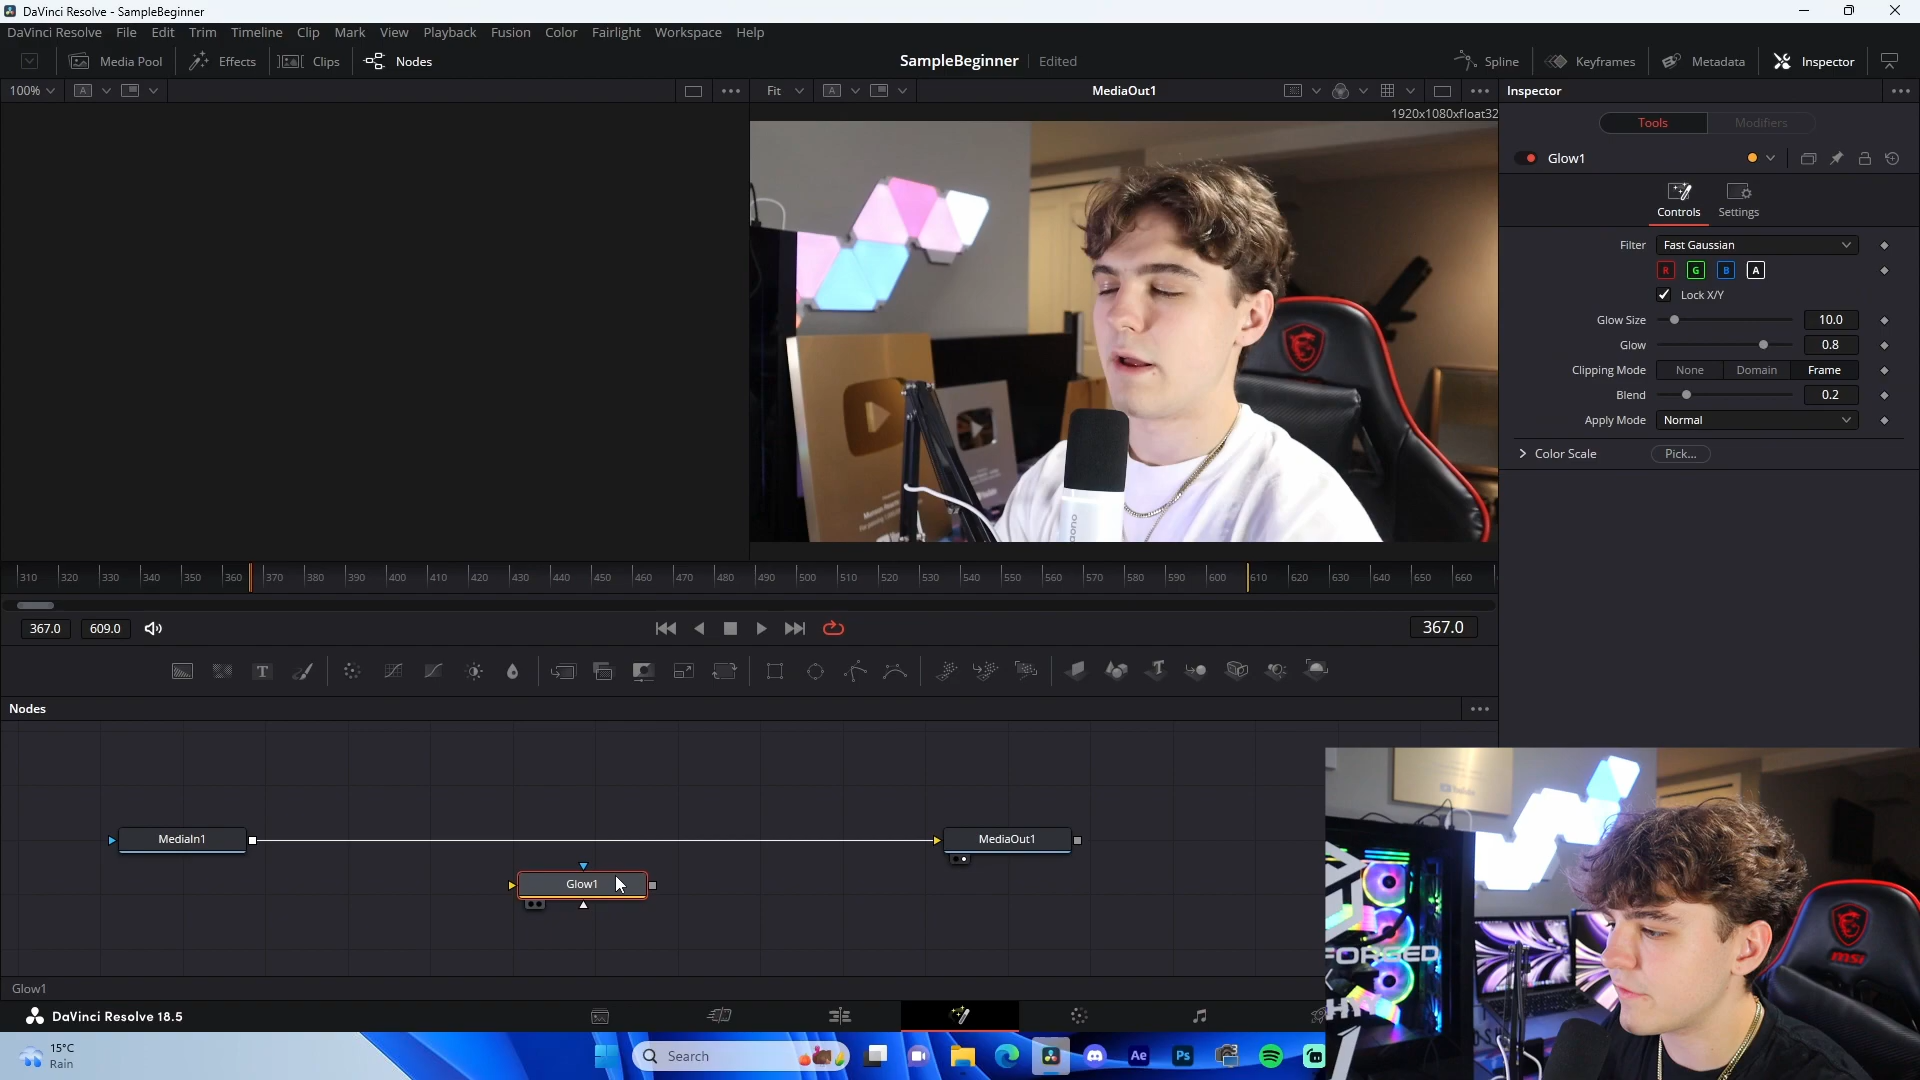 DaVinci Resolve - SampleBeginner
DaVinci Resolve File Edit Trim Timeline Clip Mark View Playback Fusion Color Fairlight Workspace Help
Media Pool Effects Clips Nodes SampleBeginner Edited Spline Keyframes Metadata Inspector
100% A Fit A MediaOut1 Inspector
1920x1080xfloat32
Tools Modifiers
Glow1
Controls Settings
Filter Fast Gaussian
R G B A
Lock X/Y
Glow Size 10.0
Glow 0.8
Clipping Mode None Domain Frame
Blend 0.2
Apply Mode Normal
Color Scale Pick...
310 320 330 340 350 360 370 380 390 400 410 420 430 440 450 460 470 480 490 500 510 520 530 540 550 560 570 580 590 600 610 620 630 640 650 660
367.0 609.0 367.0
T T
Nodes
MediaIn1 MediaOut1
Glow1
FORGED
msi
Glow1
DaVinci Resolve 18.5
15°C
Rain
Search
Ae Ps